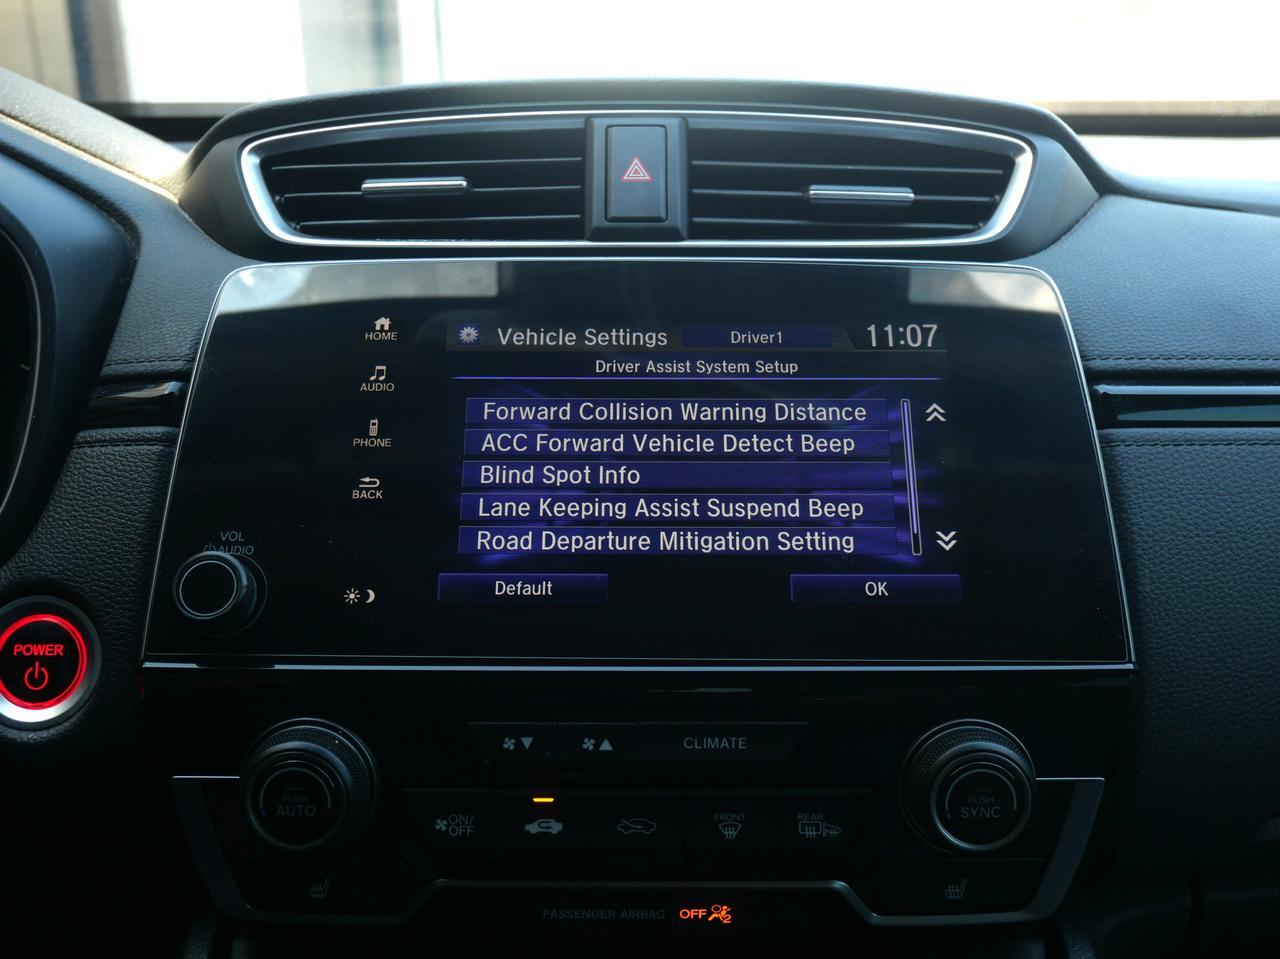 HOME
AUDIO
PHONE
BACK
Vehicle Settings
Driver1
11:07
Driver Assist System Setup
Forward Collision Warning Distance
ACC Forward Vehicle Detect Beep
Blind Spot Info
Lane Keeping Assist Suspend Beep
Road Departure Mitigation Setting
Default
OK
VOL
AUDIO
POWER
CLIMATE
PUSH
AUTO
ON/
OFF
FRONT
REAR
PUSH
SYNC
PASSENGER AIRBAG
OFF
2